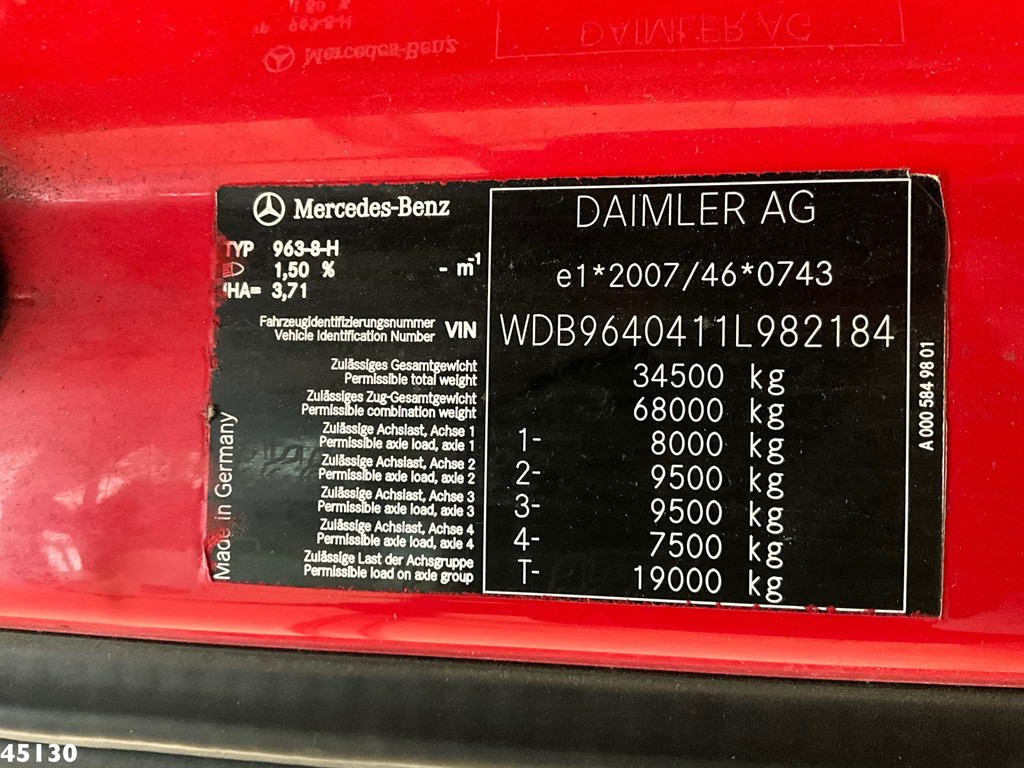 Mercedes-Benz
TYP 963-8-H
1,50 % - m-1
HA= 3,71
DAIMLER AG
e1*2007/46*0743
Fahrzeugidentifizierungsnummer
Vehicle Identification Number VIN WDB9640411L982184
Zulässiges Gesamtgewicht
Permissible total weight 34500 kg
Zulässiges Zug-Gesamtgewicht
Permissible combination weight 68000 kg
Zulässige Achslast, Achse 1
Permissible axle load, axle 1 1- 8000 kg
Zulässige Achslast, Achse 2
Permissible axle load, axle 2 2- 9500 kg
Zulässige Achslast, Achse 3
Permissible axle load, axle 3 3- 9500 kg
Zulässige Achslast, Achse 4
Permissible axle load, axle 4 4- 7500 kg
Zulässige Last der Achsgruppe
Permissible load on axle group T- 19000 kg
Made in Germany
A 000 584 98 01
45130